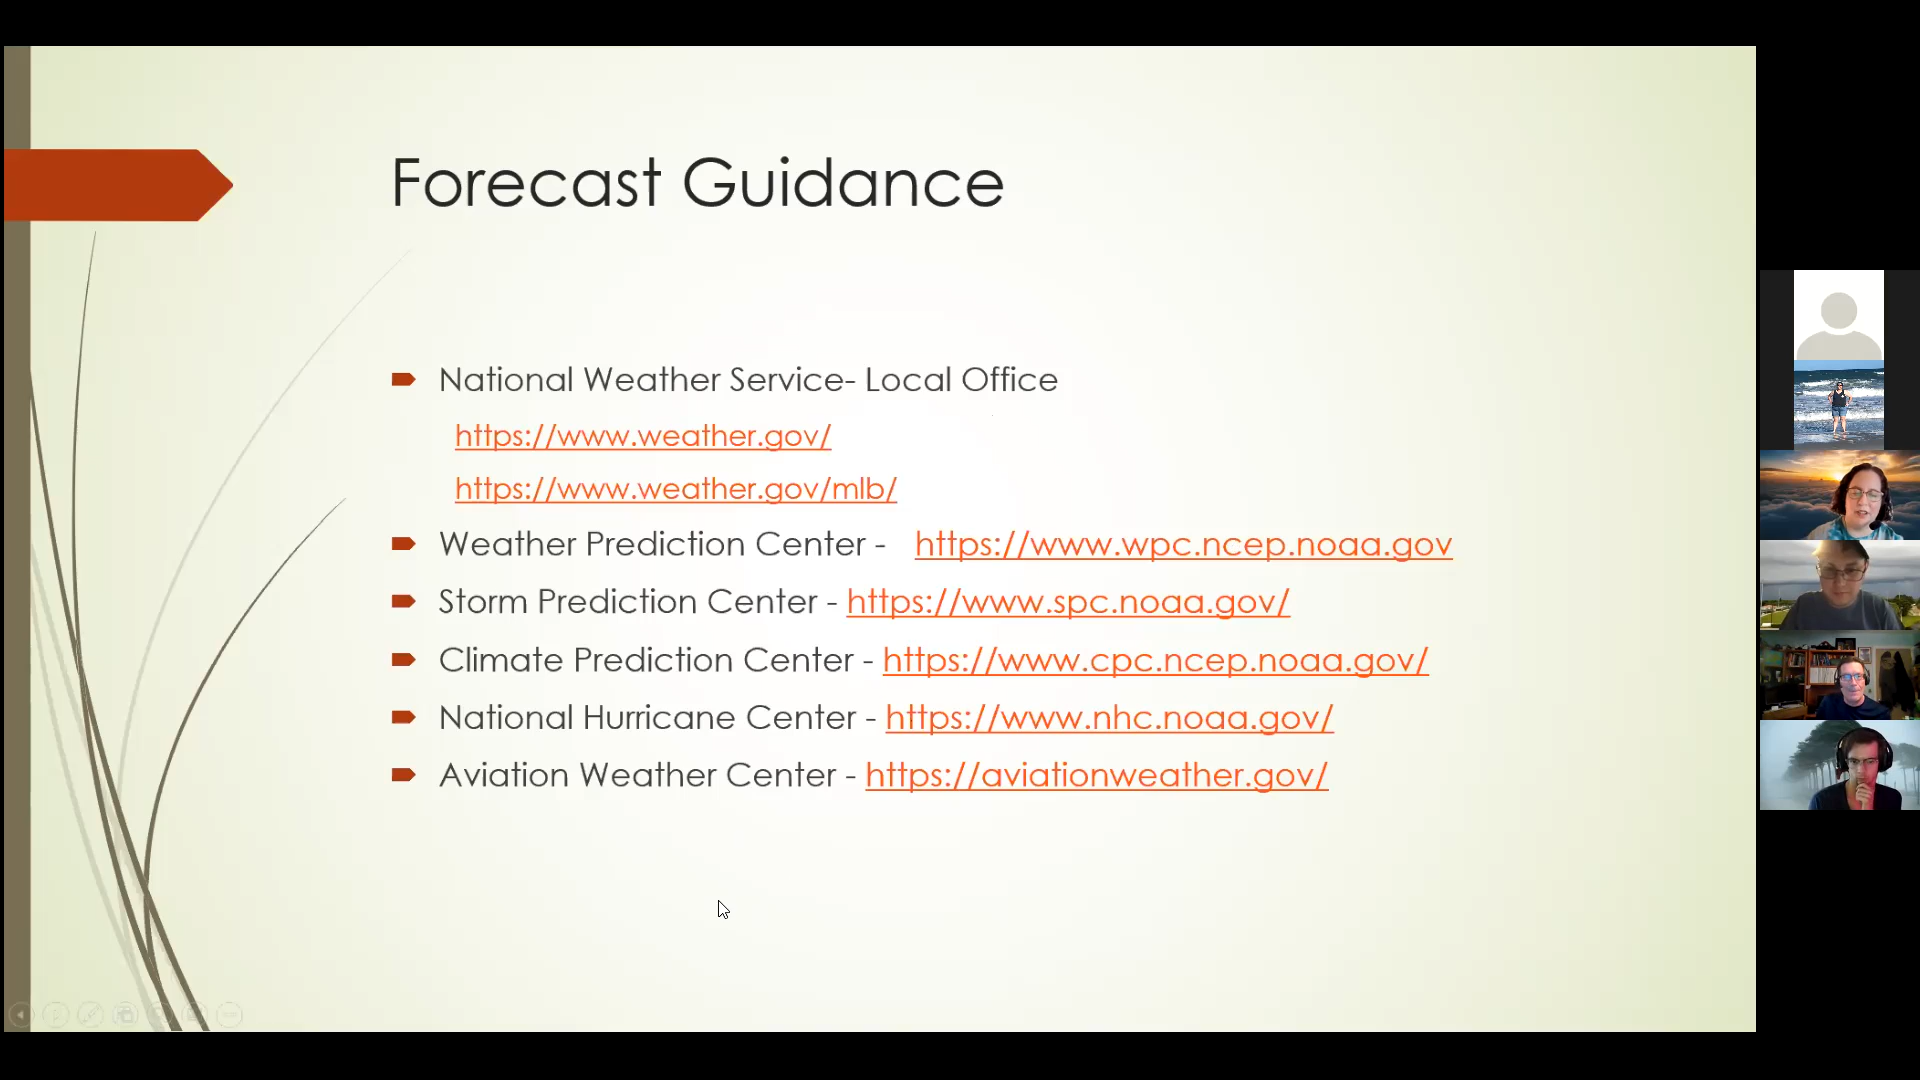 Forecast Guidance
National Weather Service- Local Office
https://www.weather.gov/
https://www.weather.gov/mlb/
Weather Prediction Center - https://www.wpc.ncep.noaa.gov
Storm Prediction Center - https://www.spc.noaa.gov/
Climate Prediction Center - https://www.cpc.ncep.noaa.gov/
National Hurricane Center - https://www.nhc.noaa.gov/
Aviation Weather Center - https://aviationweather.gov/